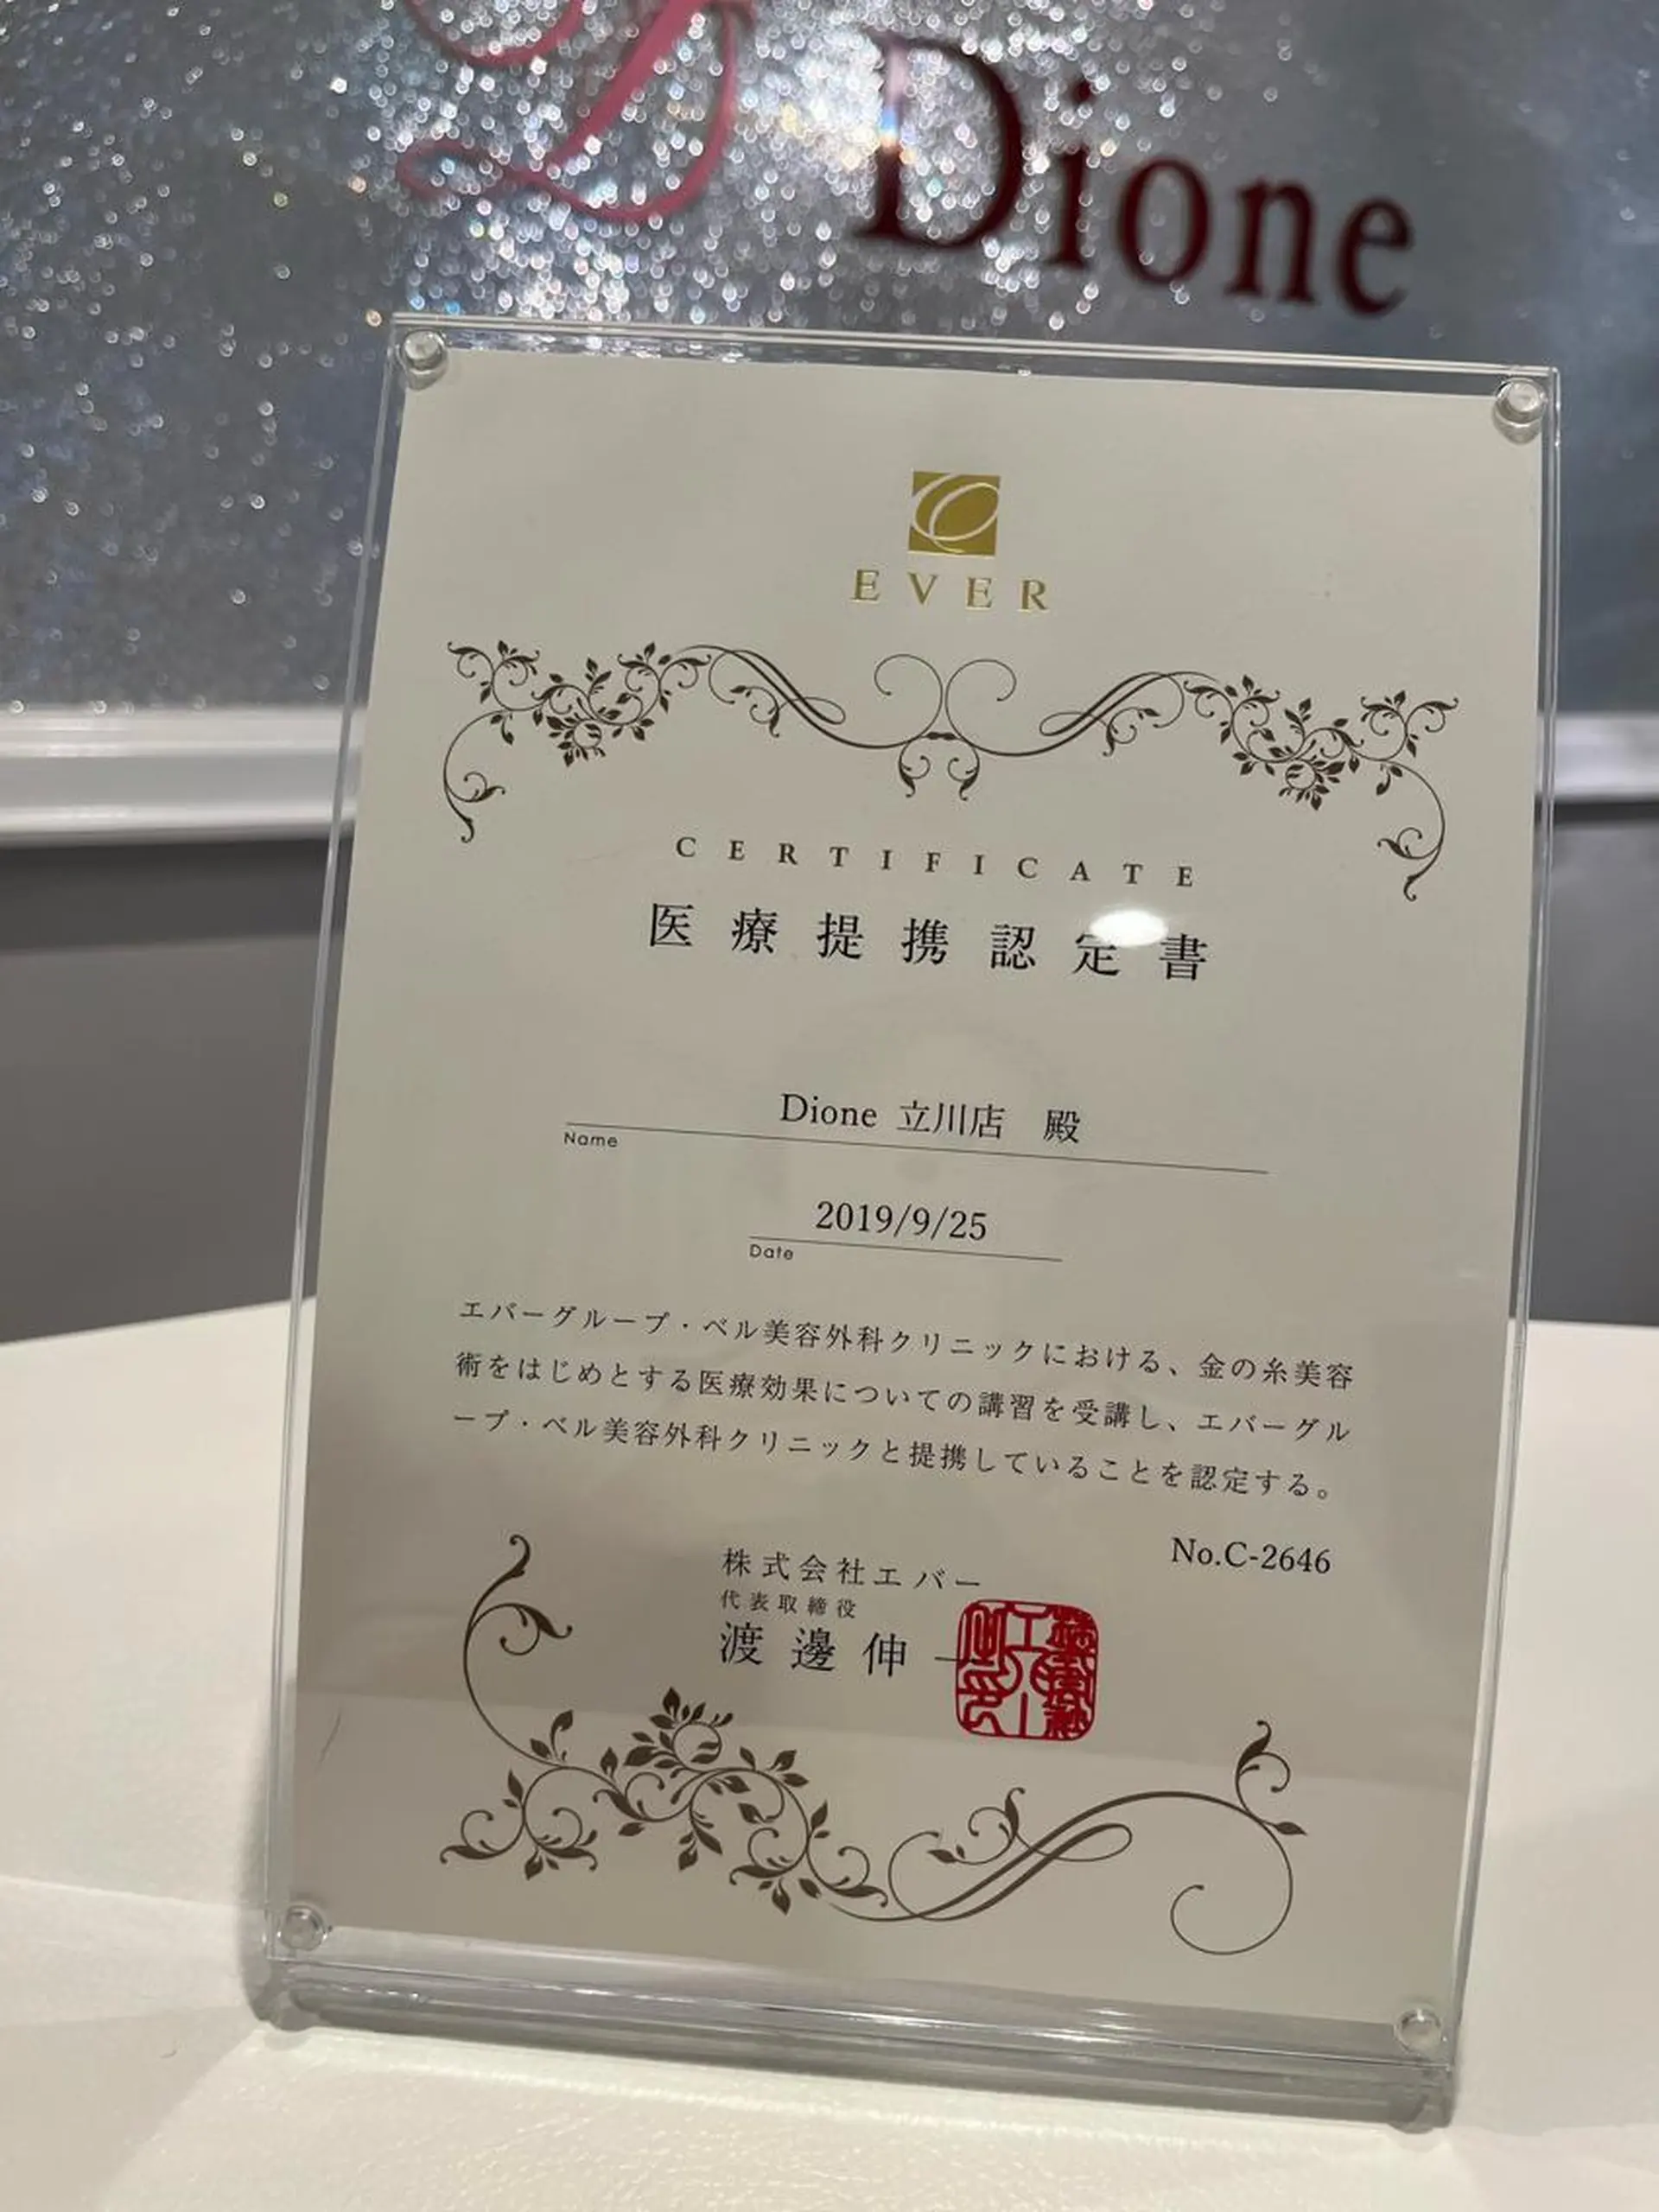 D Dione
EVER
CERTIFICATE
医療提携認定書
Dione 立川店 殿
Name
2019/9/25
Date
エバーグループ・ベル美容外科クリニックにおける、金の糸美容
術をはじめとする医療効果についての講習を受講し、エバーグル
ープ・ベル美容外科クリニックと提携していることを認定する。
No.C-2646
株式会社エバー
代表取締役
渡邊伸一